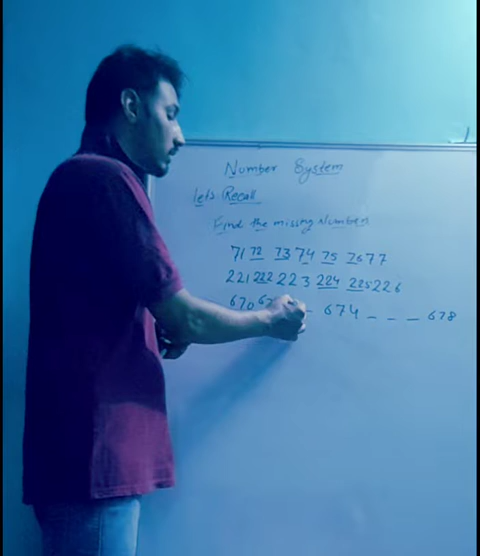 Number System
let's Recall
Find the missing Numbers
71 72 73 74 75 76 77
221 222 223 224 225 226
670 _ 674 _ _ _ 678